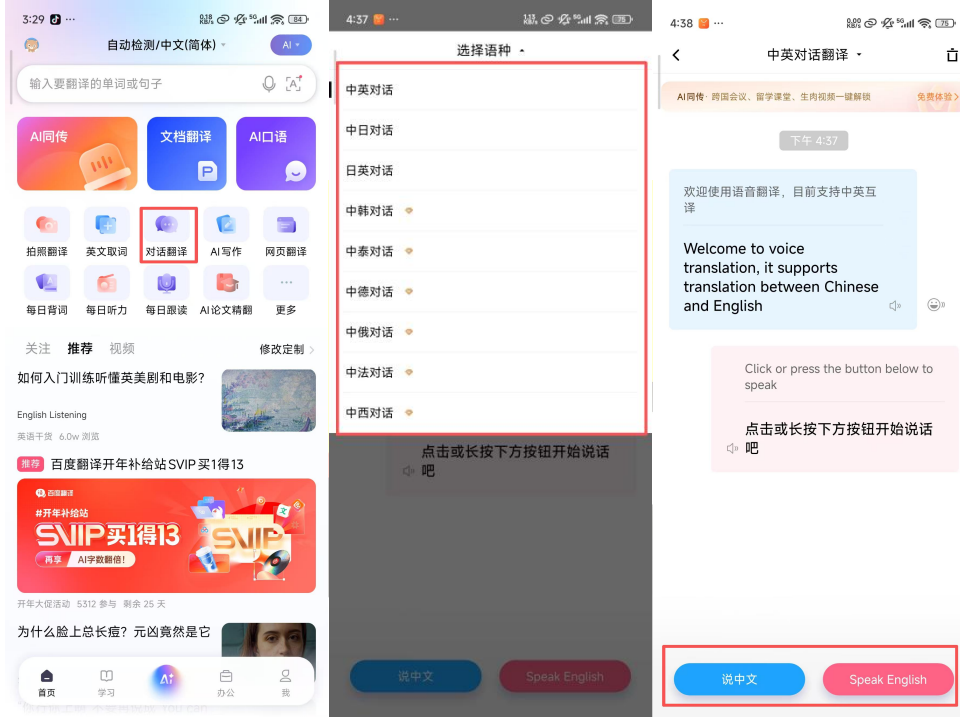 3:29
84
自动检测/中文(简体)
AI
输入要翻译的单词或句子
AI同传
文档翻译
AI口语
拍照翻译
英文取词
对话翻译
AI写作
网页翻译
每日背词
每日听力
每日跟读
AI论文精翻
更多
关注 推荐 视频
修改定制
如何入门训练听懂英美剧和电影？
English Listening
英语干货 6.0w 浏览
推荐 百度翻译开年补给站SVIP买1得13
百度翻译
#开年补给站
SVIP买1得13
再享 AI字数翻倍！
SVIP
开年大促活动 5312 参与 剩余 25 天
为什么脸上总长痘？元凶竟然是它
首页
学习
Ai
办公
我
4:37
75
选择语种
中英对话
中日对话
日英对话
中韩对话
中泰对话
中德对话
中俄对话
中法对话
中西对话
点击或长按下方按钮开始说话
吧
说中文
Speak English
4:38
75
中英对话翻译
AI同传·跨国会议、留学课堂、生肉视频一键解锁
免费体验
下午 4:37
欢迎使用语音翻译，目前支持中英互
译
Welcome to voice
translation, it supports
translation between Chinese
and English
Click or press the button below to
speak
点击或长按下方按钮开始说话
吧
说中文
Speak English